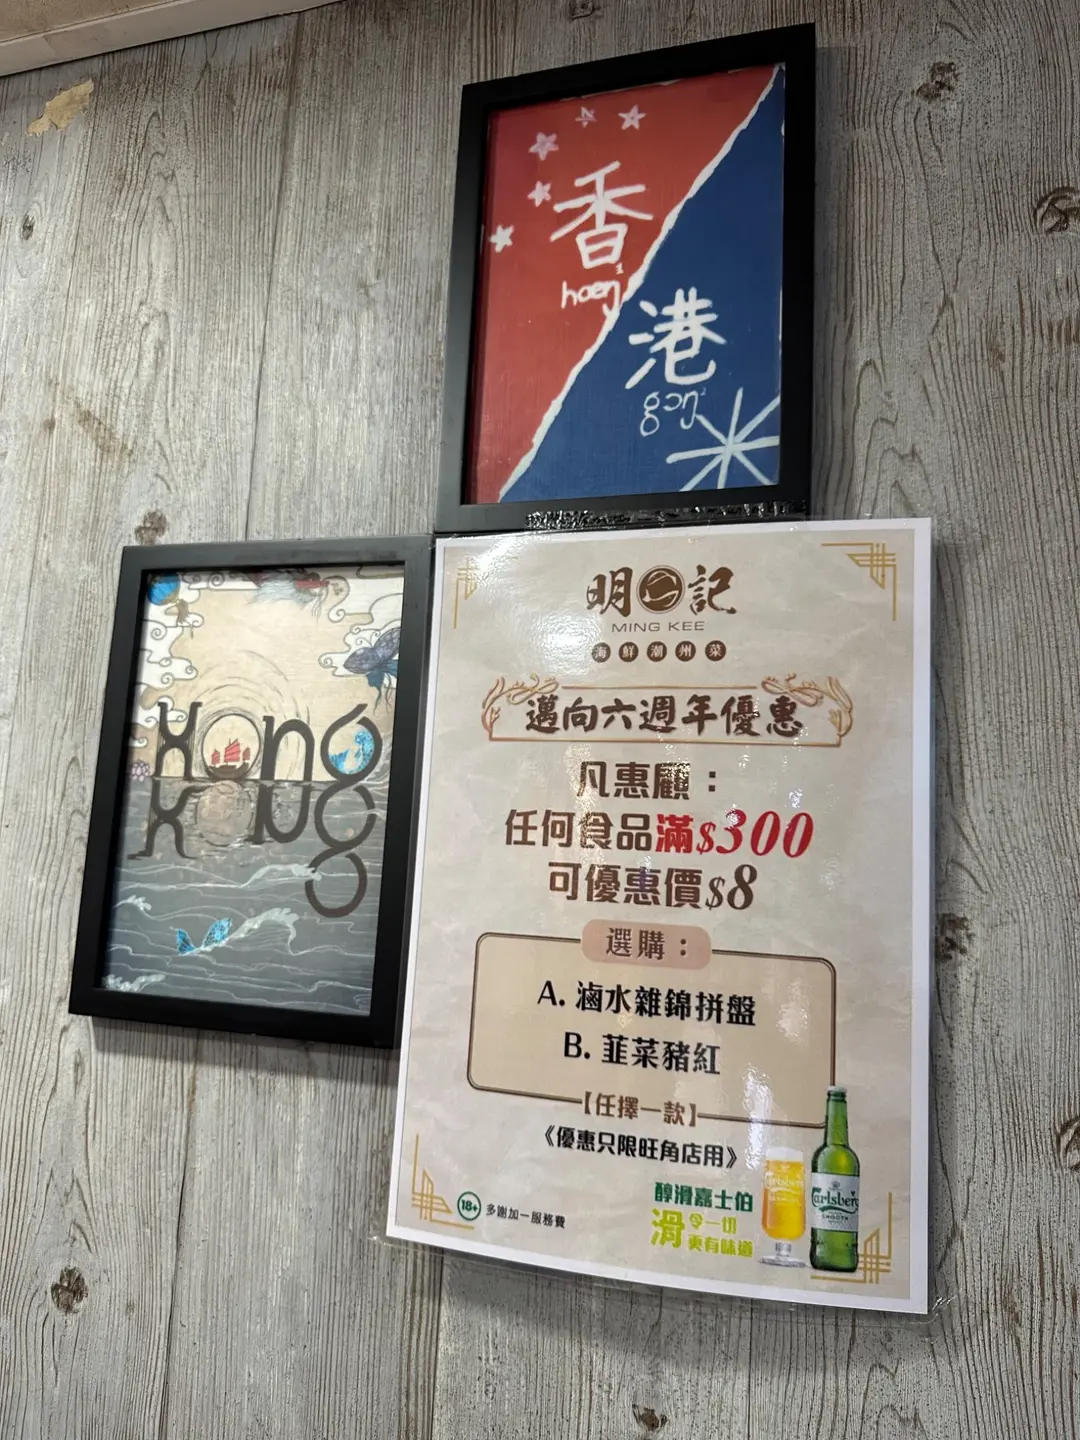 香
hoeŋ¹
港
gɔŋ²
Hong
Kong
明記
MING KEE
海鮮潮州菜
邁向六週年優惠
凡惠顧：
任何食品滿$300
可優惠價$8
選購：
A. 滷水雜錦拼盤
B. 韮菜豬紅
【任擇一款】
《優惠只限旺角店用》
18+ 多謝加一服務費
醇滑嘉士伯
滑令一切
更有味道
Carlsberg
Carlsberg
SMOOTH